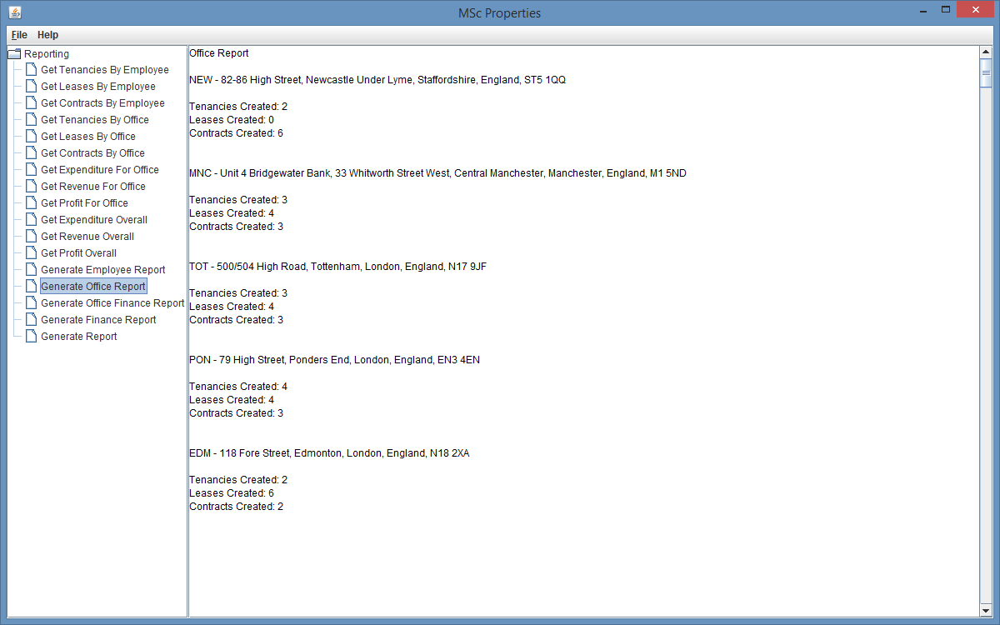 MSc Properties
File Help
Reporting
Get Tenancies By Employee
Get Leases By Employee
Get Contracts By Employee
Get Tenancies By Office
Get Leases By Office
Get Contracts By Office
Get Expenditure For Office
Get Revenue For Office
Get Profit For Office
Get Expenditure Overall
Get Revenue Overall
Get Profit Overall
Generate Employee Report
Generate Office Report
Generate Office Finance Report
Generate Finance Report
Generate Report
Office Report
NEW - 82-86 High Street, Newcastle Under Lyme, Staffordshire, England, ST5 1QQ
Tenancies Created: 2
Leases Created: 0
Contracts Created: 6
MNC - Unit 4 Bridgewater Bank, 33 Whitworth Street West, Central Manchester, Manchester, England, M1 5ND
Tenancies Created: 3
Leases Created: 4
Contracts Created: 3
TOT - 500/504 High Road, Tottenham, London, England, N17 9JF
Tenancies Created: 3
Leases Created: 4
Contracts Created: 3
PON - 79 High Street, Ponders End, London, England, EN3 4EN
Tenancies Created: 4
Leases Created: 4
Contracts Created: 3
EDM - 118 Fore Street, Edmonton, London, England, N18 2XA
Tenancies Created: 2
Leases Created: 6
Contracts Created: 2